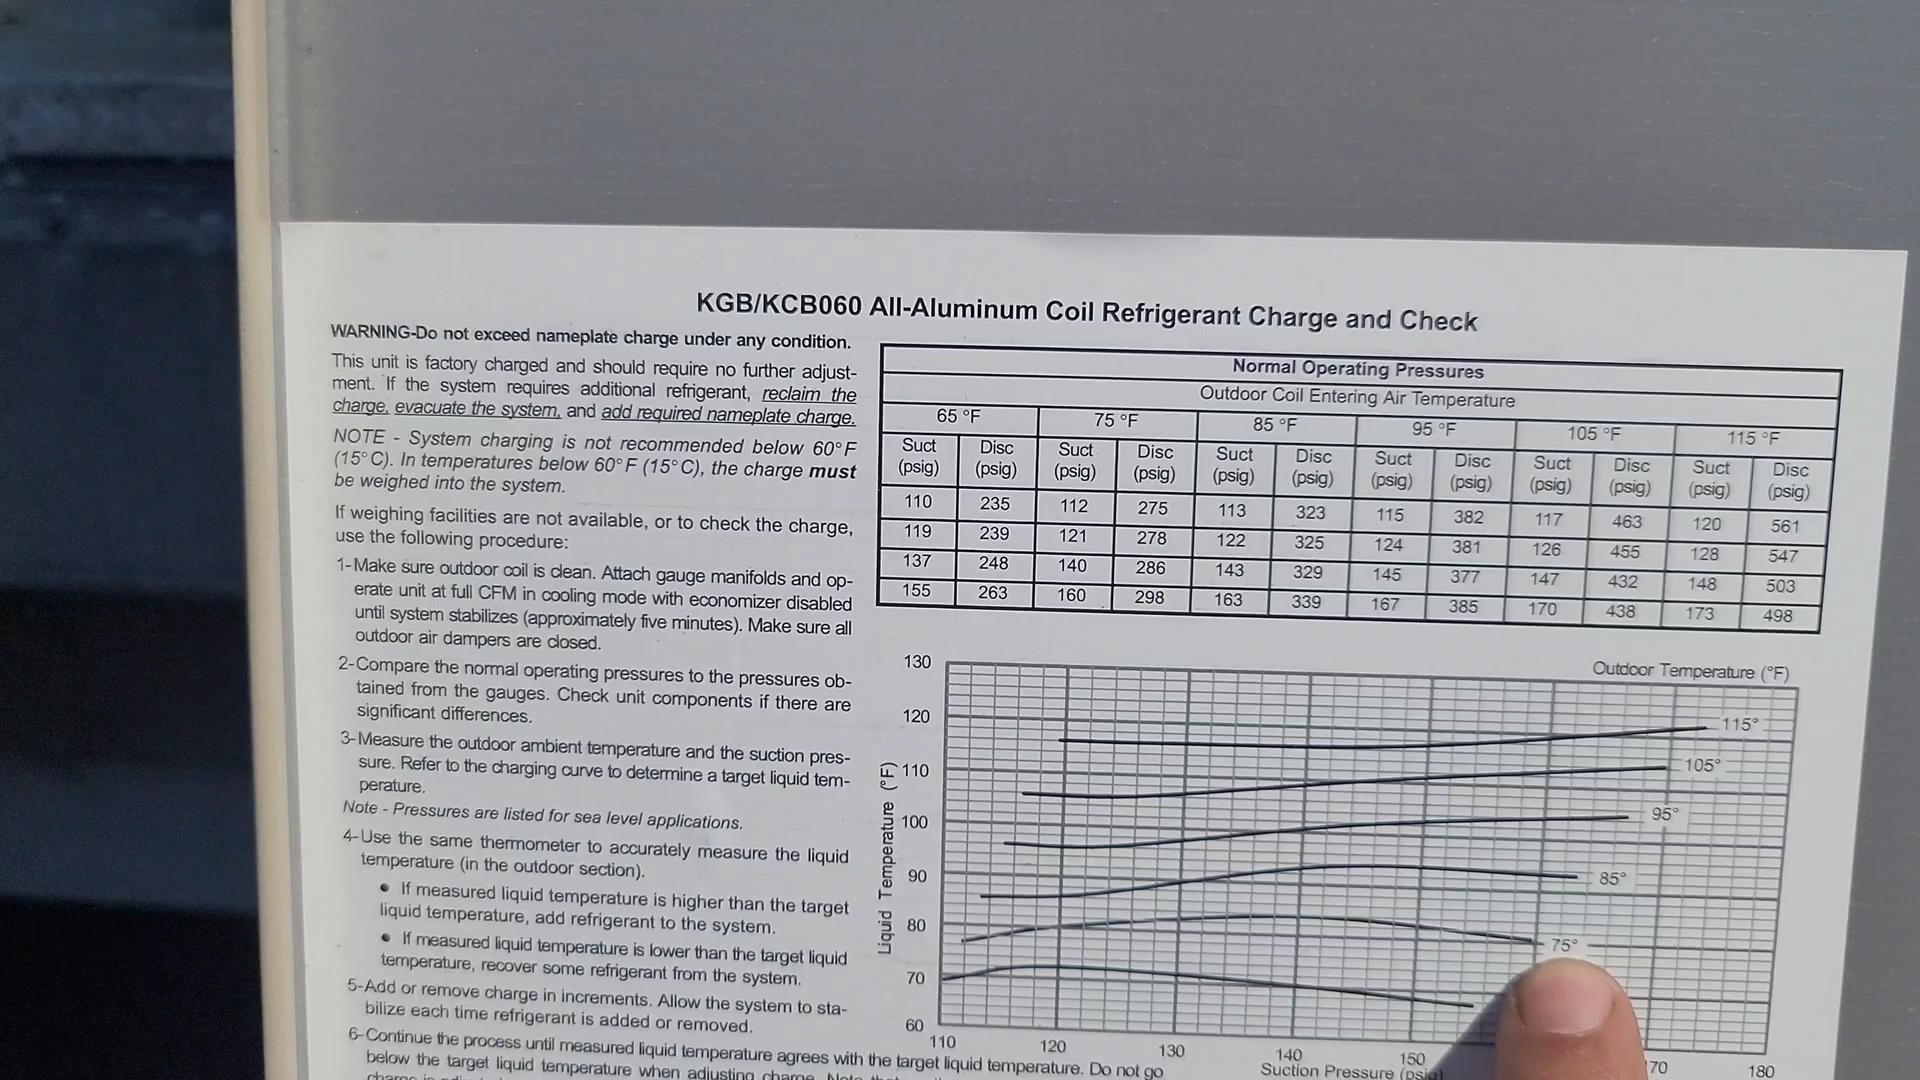 KGB/KCB060 All-Aluminum Coil Refrigerant Charge and Check
WARNING-Do not exceed nameplate charge under any condition.
This unit is factory charged and should require no further adjust-
ment. If the system requires additional refrigerant, reclaim the
charge, evacuate the system, and add required nameplate charge.
NOTE - System charging is not recommended below 60°F
(15°C). In temperatures below 60°F (15°C), the charge must
be weighed into the system.
If weighing facilities are not available, or to check the charge,
use the following procedure:
1-Make sure outdoor coil is clean. Attach gauge manifolds and op-
erate unit at full CFM in cooling mode with economizer disabled
until system stabilizes (approximately five minutes). Make sure all
outdoor air dampers are closed.
2-Compare the normal operating pressures to the pressures ob-
tained from the gauges. Check unit components if there are
significant differences.
3-Measure the outdoor ambient temperature and the suction pres-
sure. Refer to the charging curve to determine a target liquid tem-
perature.
Note - Pressures are listed for sea level applications.
4-Use the same thermometer to accurately measure the liquid
temperature (in the outdoor section).
• If measured liquid temperature is higher than the target
liquid temperature, add refrigerant to the system.
• If measured liquid temperature is lower than the target liquid
temperature, recover some refrigerant from the system.
5-Add or remove charge in increments. Allow the system to sta-
bilize each time refrigerant is added or removed.
6-Continue the process until measured liquid temperature agrees with the target liquid temperature. Do not go
below the target liquid temperature when adjusting charge. Note
Normal Operating Pressures
Outdoor Coil Entering Air Temperature
65 °F 75 °F 85 °F 95 °F 105 °F 115 °F
Suct Disc Suct Disc Suct Disc Suct Disc Suct Disc Suct Disc
(psig) (psig) (psig) (psig) (psig) (psig) (psig) (psig) (psig) (psig) (psig) (psig)
110 235 112 275 113 323 115 382 117 463 120 561
119 239 121 278 122 325 124 381 126 455 128 547
137 248 140 286 143 329 145 377 147 432 148 503
155 263 160 298 163 339 167 385 170 438 173 498
Outdoor Temperature (°F)
130
120
110
100
90
80
70
60
Liquid Temperature (°F)
115°
105°
95°
85°
75°
110 120 130 140 150 70 180
Suction Pressure (psig)